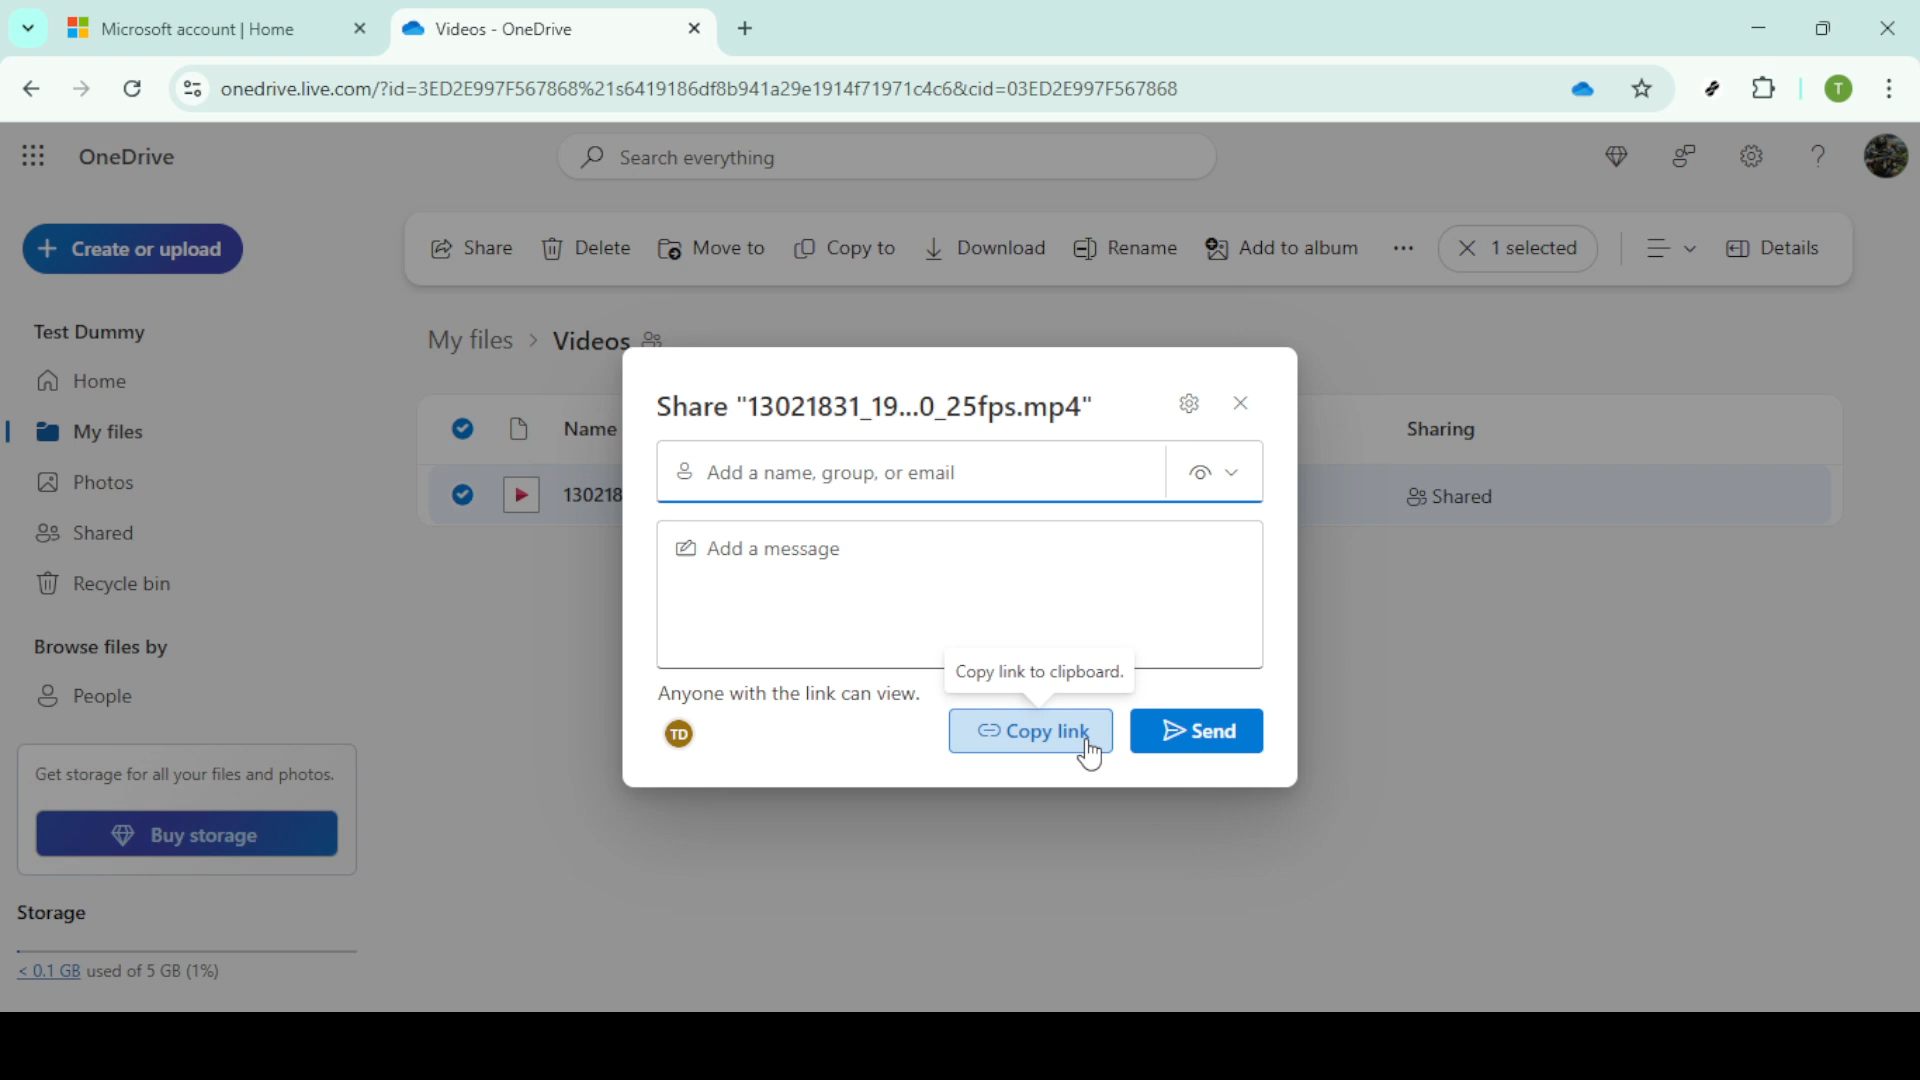 Microsoft account | Home
Videos - OneDrive
onedrive.live.com/?id=3ED2E997F567868%21s6419186df8b941a29e1914f71971c4c6&cid=03ED2E997F567868
T
OneDrive
Search everything
+ Create or upload
Share
Delete
Move to
Copy to
Download
Rename
Add to album
1 selected
Details
Test Dummy
Home
My files
Photos
Shared
Recycle bin
Browse files by
People
Get storage for all your files and photos.
Buy storage
Storage
< 0.1 GB used of 5 GB (1%)
My files > Videos
Name
Sharing
130218
Shared
Share "13021831_19...0_25fps.mp4"
Add a name, group, or email
Add a message
Copy link to clipboard.
Anyone with the link can view.
TD
Copy link
Send